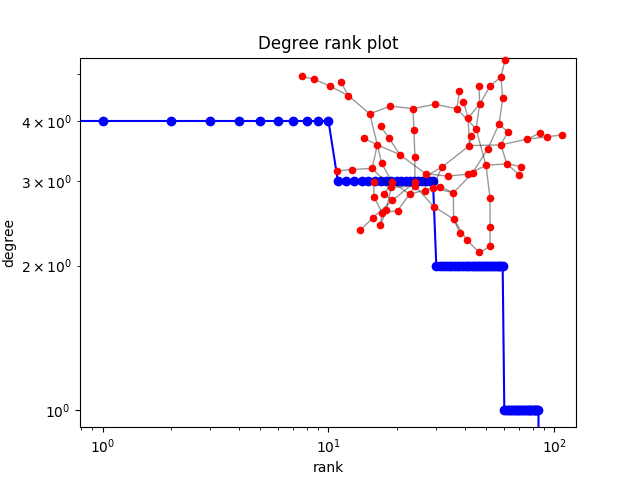 Degree rank plot
degree
4 × 10⁰
3 × 10⁰
2 × 10⁰
10⁰
10⁰ 10¹ 10²
rank